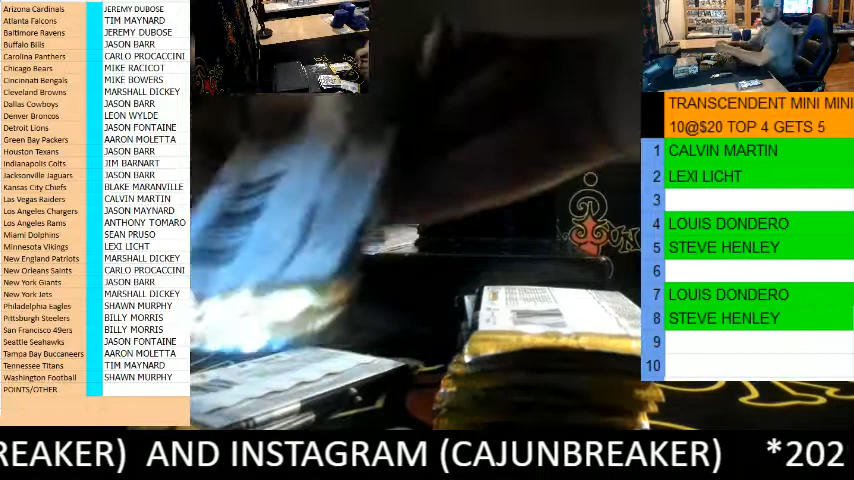 Arizona Cardinals JEREMY DUBOSE
Atlanta Falcons TIM MAYNARD
Baltimore Ravens JEREMY DUBOSE
Buffalo Bills JASON BARR
Carolina Panthers CARLO PROCACCINI
Chicago Bears MIKE RACICOT
Cincinnati Bengals MIKE BOWERS
Cleveland Browns MARSHALL DICKEY
Dallas Cowboys JASON BARR
Denver Broncos LEON WYLDE
Detroit Lions JASON FONTAINE
Green Bay Packers AARON MOLETTA
Houston Texans JASON BARR
Indianapolis Colts JIM BARNART
Jacksonville Jaguars JASON BARR
Kansas City Chiefs BLAKE MARANVILLE
Las Vegas Raiders CALVIN MARTIN
Los Angeles Chargers JASON MAYNARD
Los Angeles Rams ANTHONY TOMARO
Miami Dolphins SEAN PRUSO
Minnesota Vikings LEXI LICHT
New England Patriots MARSHALL DICKEY
New Orleans Saints CARLO PROCACCINI
New York Giants JASON BARR
New York Jets MARSHALL DICKEY
Philadelphia Eagles SHAWN MURPHY
Pittsburgh Steelers BILLY MORRIS
San Francisco 49ers BILLY MORRIS
Seattle Seahawks JASON FONTAINE
Tampa Bay Buccaneers AARON MOLETTA
Tennessee Titans TIM MAYNARD
Washington Football SHAWN MURPHY
POINTS/OTHER
TRANSCENDENT MINI MINI
10@$20 TOP 4 GETS 5
1 CALVIN MARTIN
2 LEXI LICHT
3
4 LOUIS DONDERO
5 STEVE HENLEY
6
7 LOUIS DONDERO
8 STEVE HENLEY
9
10
REAKER) AND INSTAGRAM (CAJUNBREAKER) *202